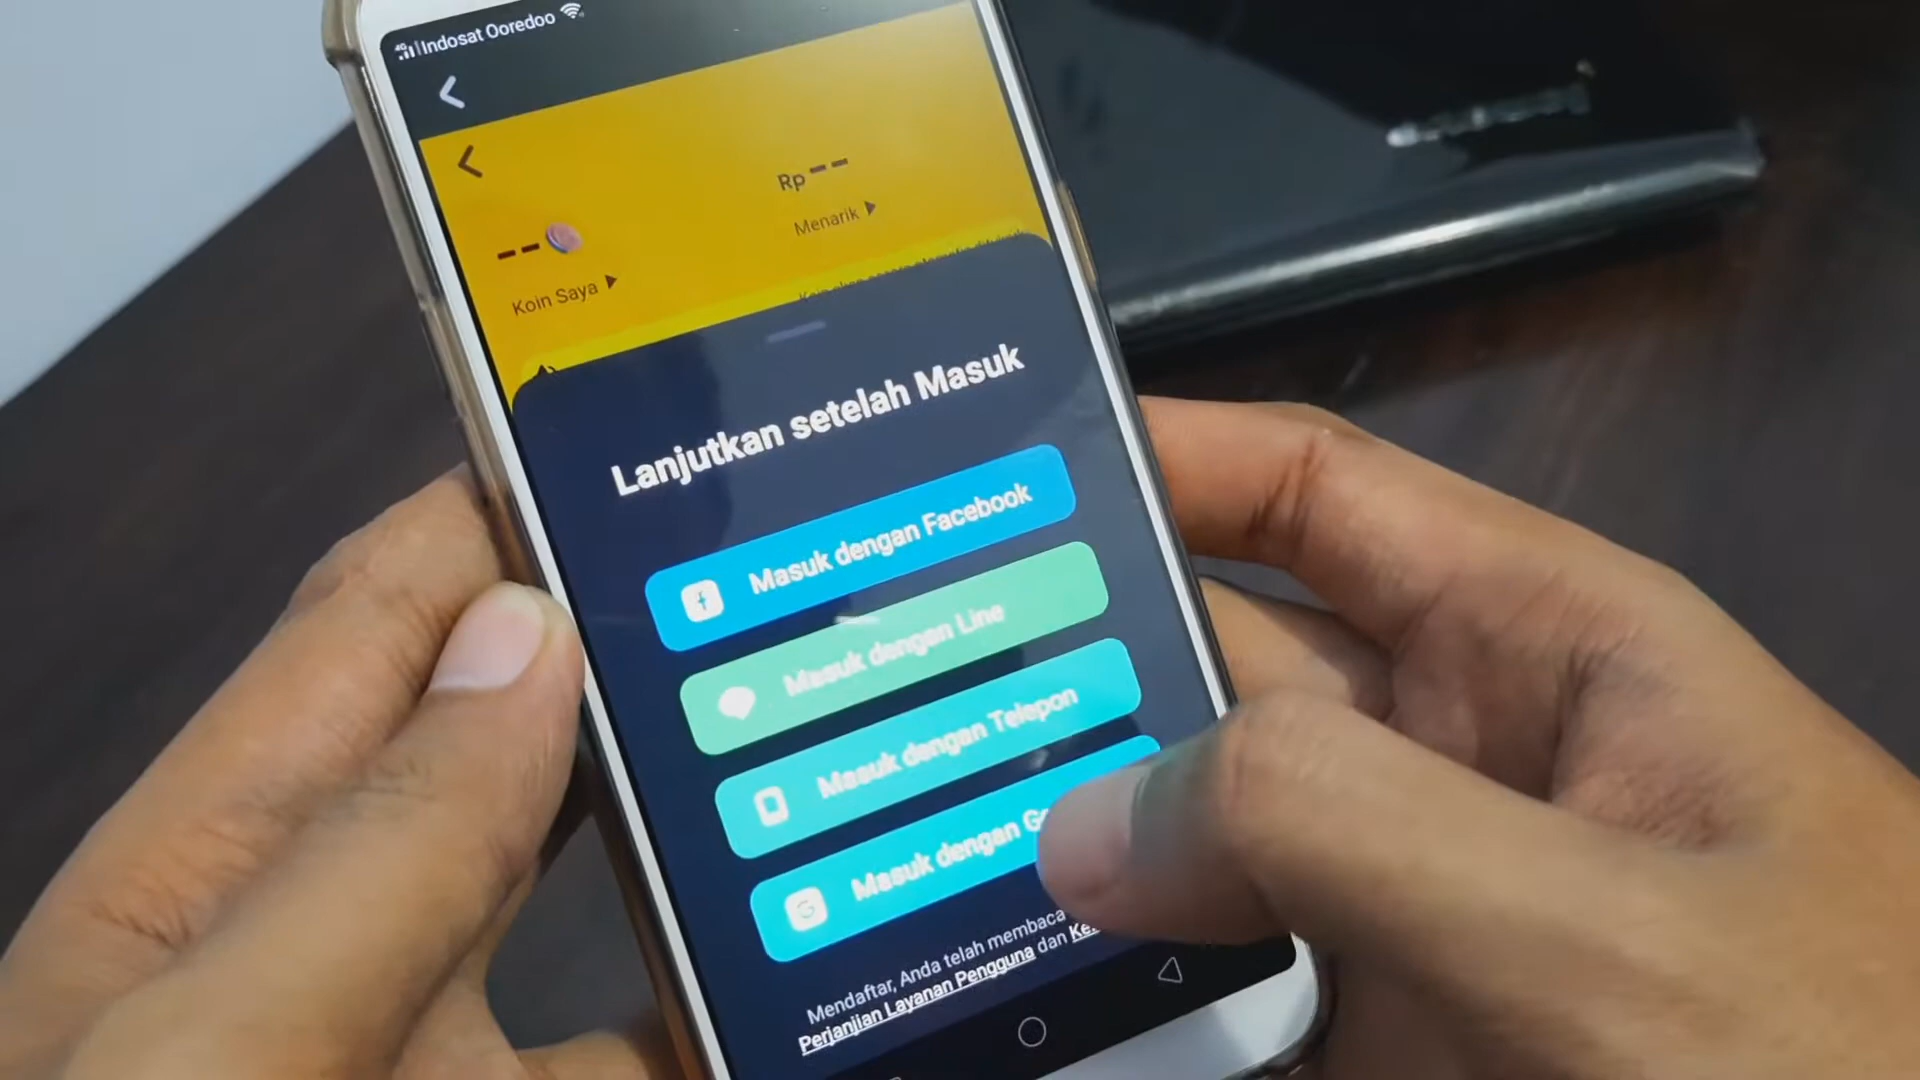 4G Indosat Ooredoo
Rp--
Menarik
--
Koin Saya
Lanjutkan setelah Masuk
Masuk dengan Facebook
Masuk dengan Line
Masuk dengan Telepon
Masuk dengan
Mendaftar, Anda telah membaca
Perjanjian Layanan Pengguna dan